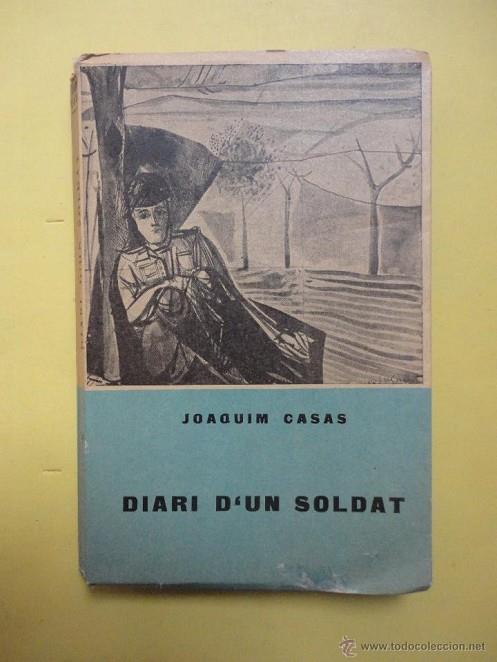 JOAQUIM CASAS
DIARI D'UN SOLDAT
© www.todocoleccion.net